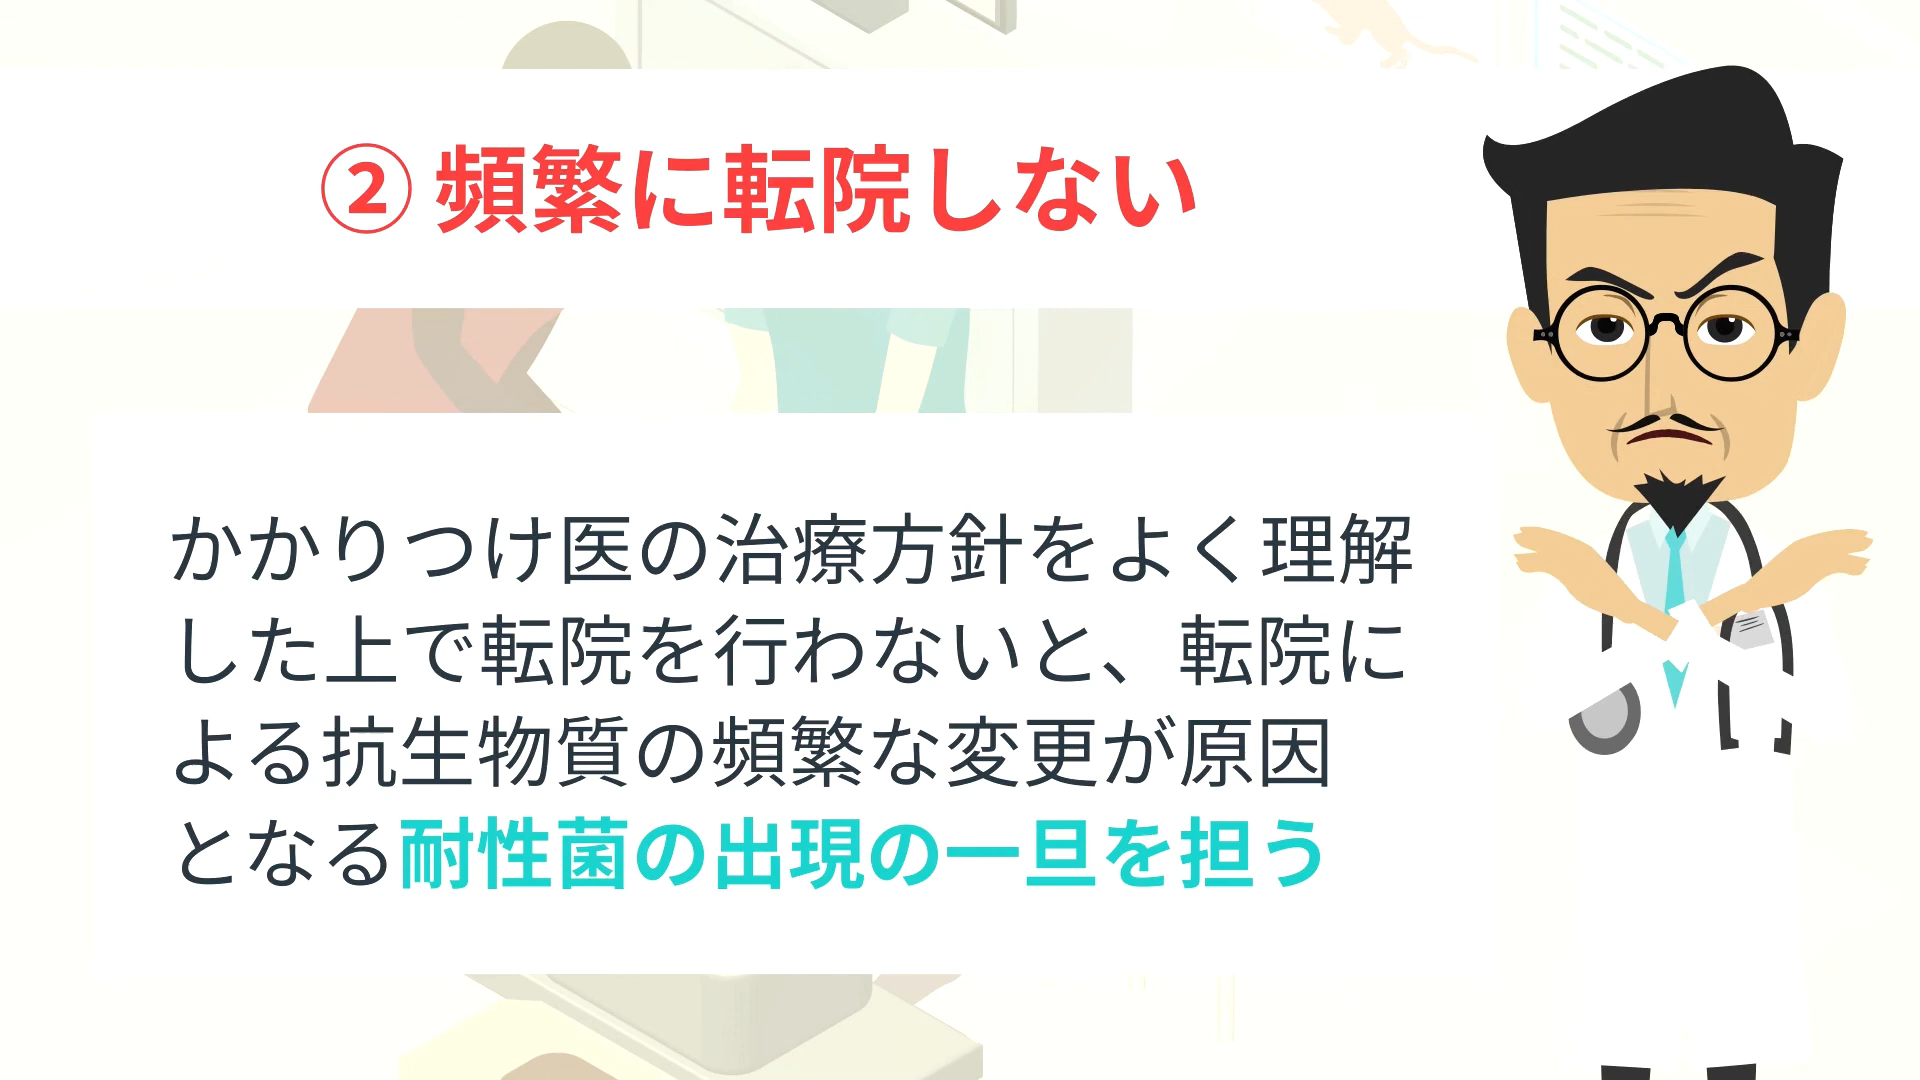 ② 頻繁に転院しない
かかりつけ医の治療方針をよく理解
した上で転院を行わないと、転院に
よる抗生物質の頻繁な変更が原因
となる耐性菌の出現の一旦を担う